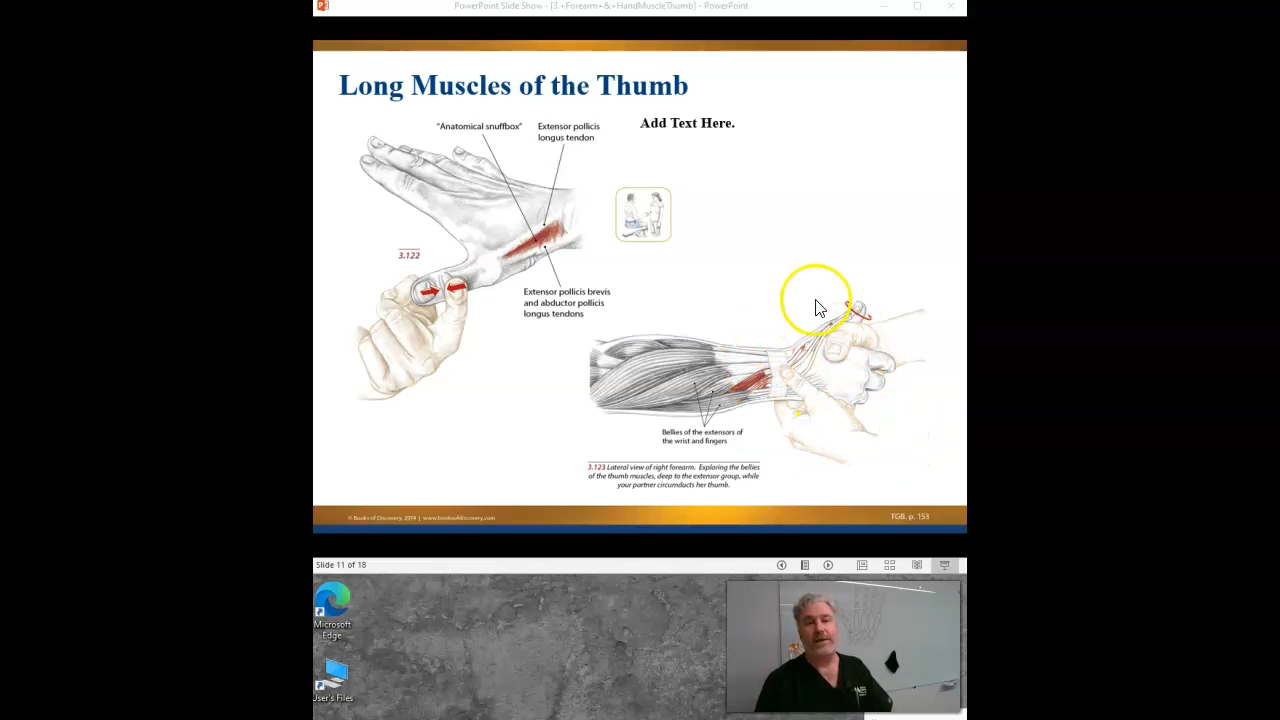 PowerPoint Slide Show - [3.+Forearm+&+HandMuscleThumb] - PowerPoint
Long Muscles of the Thumb
"Anatomical snuffbox"
Extensor pollicis
longus tendon
Add Text Here.
3.122
Extensor pollicis brevis
and abductor pollicis
longus tendons
Bellies of the extensors of
the wrist and fingers
3.123 Lateral view of right forearm. Exploring the bellies
of the thumb muscles, deep to the extensor group, while
your partner circumducts her thumb.
© Books of Discovery, 2014 | www.booksofdiscovery.com
TGB. p. 153
Slide 11 of 18
Microsoft
Edge
User's Files